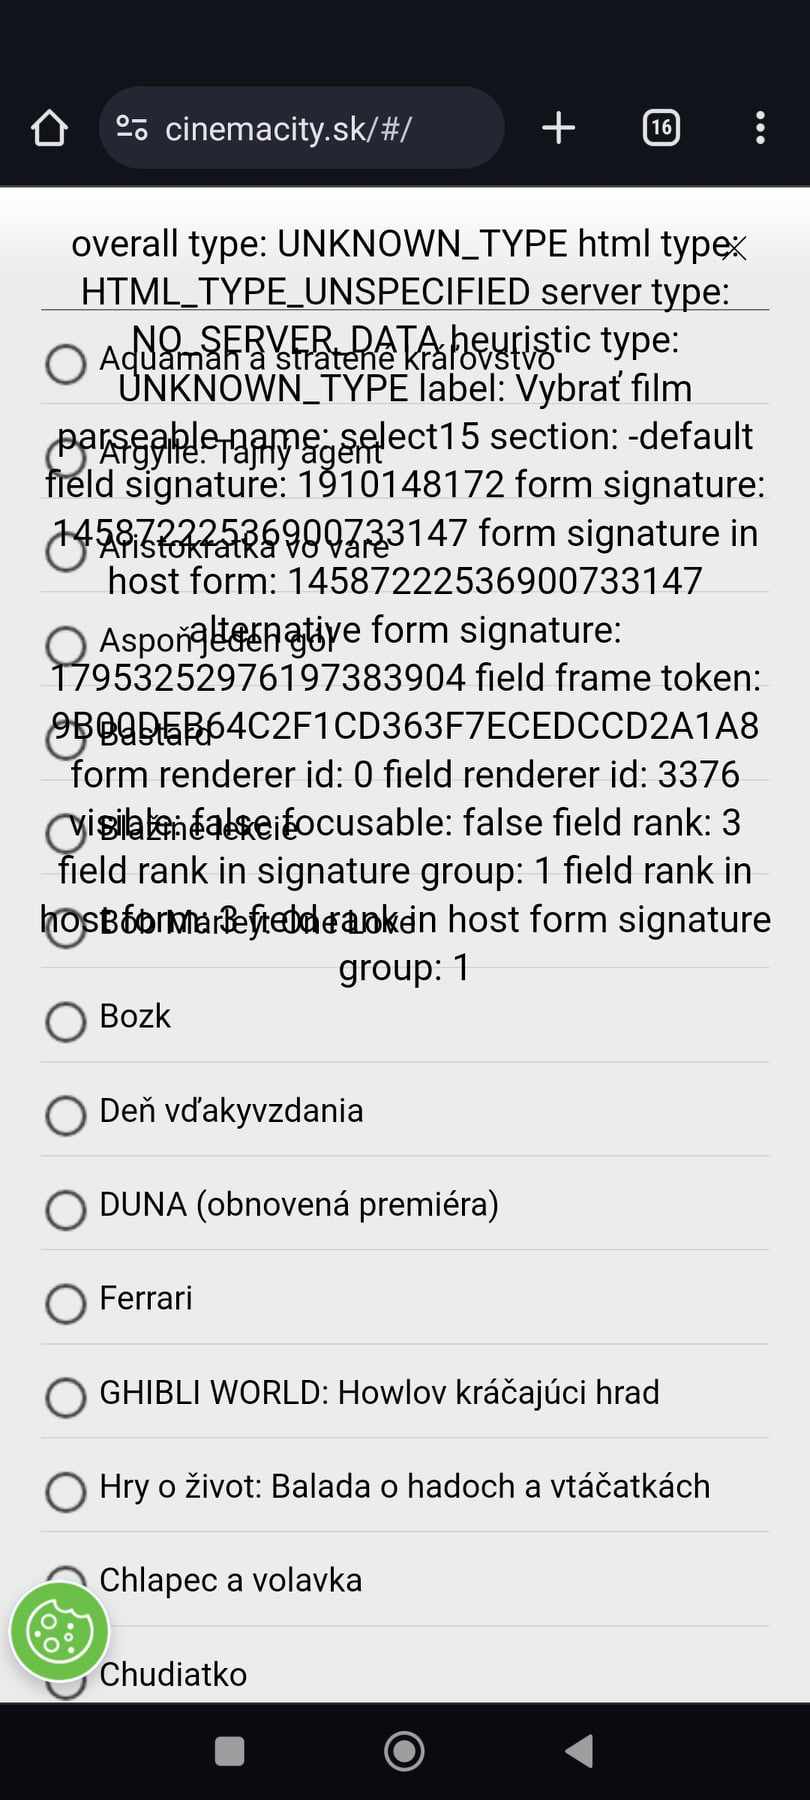 cinemacity.sk/#/
16
overall type: UNKNOWN_TYPE html type:
HTML_TYPE_UNSPECIFIED server type:
NO_SERVER_DATA heuristic type:
Aquaman a stratené kráľovstvo
UNKNOWN_TYPE label: Vybrať film
parseable name: select15 section: -default
Argylle: Tajný agent
field signature: 1910148172 form signature:
14587222536900733147 form signature in
Aristokratka vo vare
host form: 14587222536900733147
alternative form signature:
Aspoň jeden gól
17953252976197383904 field frame token:
9B00DEB64C2F1CD363F7ECEDCCD2A1A8
Bastard
form renderer id: 0 field renderer id: 3376
visible: false focusable: false field rank: 3
Blažiné lekcie
field rank in signature group: 1 field rank in
host form: 3 field rank in host form signature
Bob Marley: One Love
group: 1
Bozk
Deň vďakyvzdania
DUNA (obnovená premiéra)
Ferrari
GHIBLI WORLD: Howlov kráčajúci hrad
Hry o život: Balada o hadoch a vtáčatkách
Chlapec a volavka
Chudiatko